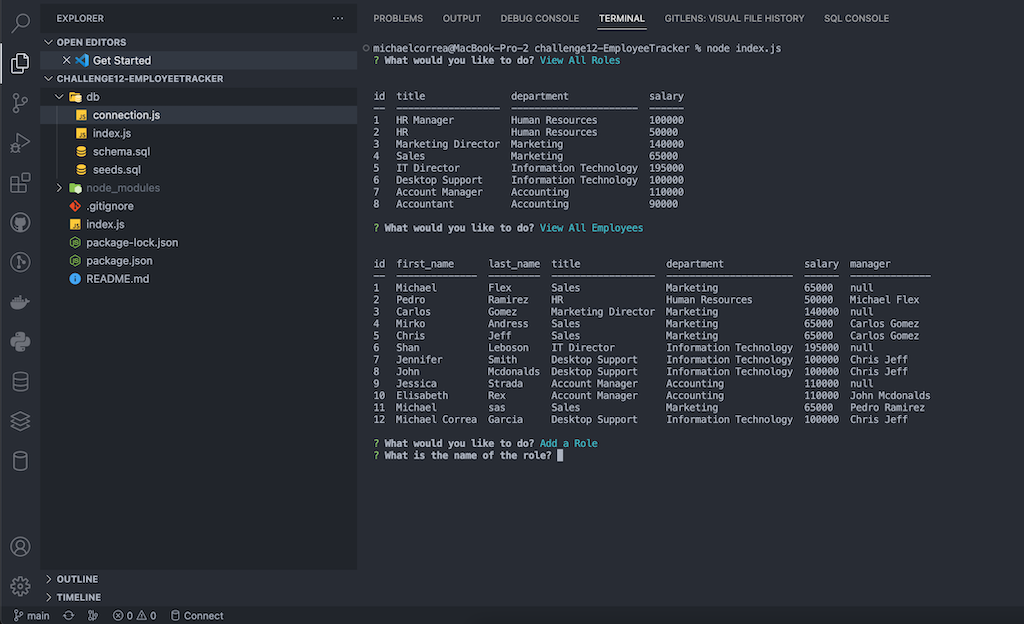 EXPLORER
OPEN EDITORS
Get Started
CHALLENGE12-EMPLOYEETRACKER
db
connection.js
index.js
schema.sql
seeds.sql
node_modules
.gitignore
index.js
package-lock.json
package.json
README.md
OUTLINE
TIMELINE
PROBLEMS OUTPUT DEBUG CONSOLE TERMINAL GITLENS: VISUAL FILE HISTORY SQL CONSOLE
michaelcorrea@MacBook-Pro-2 challenge12-EmployeeTracker % node index.js
? What would you like to do? View All Roles
id title department salary
1 HR Manager Human Resources 100000
2 HR Human Resources 50000
3 Marketing Director Marketing 140000
4 Sales Marketing 65000
5 IT Director Information Technology 195000
6 Desktop Support Information Technology 100000
7 Account Manager Accounting 110000
8 Accountant Accounting 90000
? What would you like to do? View All Employees
id first_name last_name title department salary manager
1 Michael Flex Sales Marketing 65000 null
2 Pedro Ramirez HR Human Resources 50000 Michael Flex
3 Carlos Gomez Marketing Director Marketing 140000 null
4 Mirko Andress Sales Marketing 65000 Carlos Gomez
5 Chris Jeff Sales Marketing 65000 Carlos Gomez
6 Shan Leboson IT Director Information Technology 195000 null
7 Jennifer Smith Desktop Support Information Technology 100000 Chris Jeff
8 John Mcdonalds Desktop Support Information Technology 100000 Chris Jeff
9 Jessica Strada Account Manager Accounting 110000 null
10 Elisabeth Rex Account Manager Accounting 110000 John Mcdonalds
11 Michael sas Sales Marketing 65000 Pedro Ramirez
12 Michael Correa Garcia Desktop Support Information Technology 100000 Chris Jeff
? What would you like to do? Add a Role
? What is the name of the role?
main 0 0 Connect